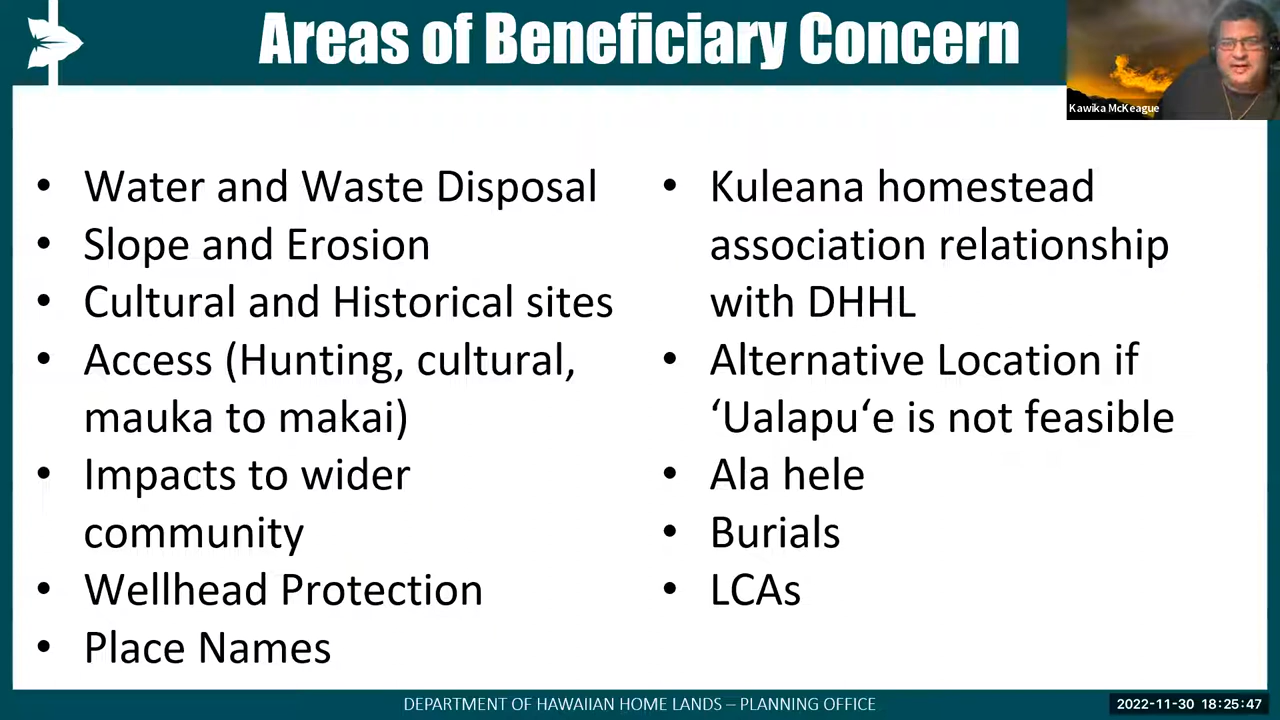 Areas of Beneficiary Concern
Kawika McKeague
• Water and Waste Disposal
• Slope and Erosion
• Cultural and Historical sites
• Access (Hunting, cultural,
mauka to makai)
• Impacts to wider
community
• Wellhead Protection
• Place Names
• Kuleana homestead
association relationship
with DHHL
• Alternative Location if
‘Ualapu‘e is not feasible
• Ala hele
• Burials
• LCAs
DEPARTMENT OF HAWAIIAN HOME LANDS – PLANNING OFFICE
2022-11-30 18:25:47